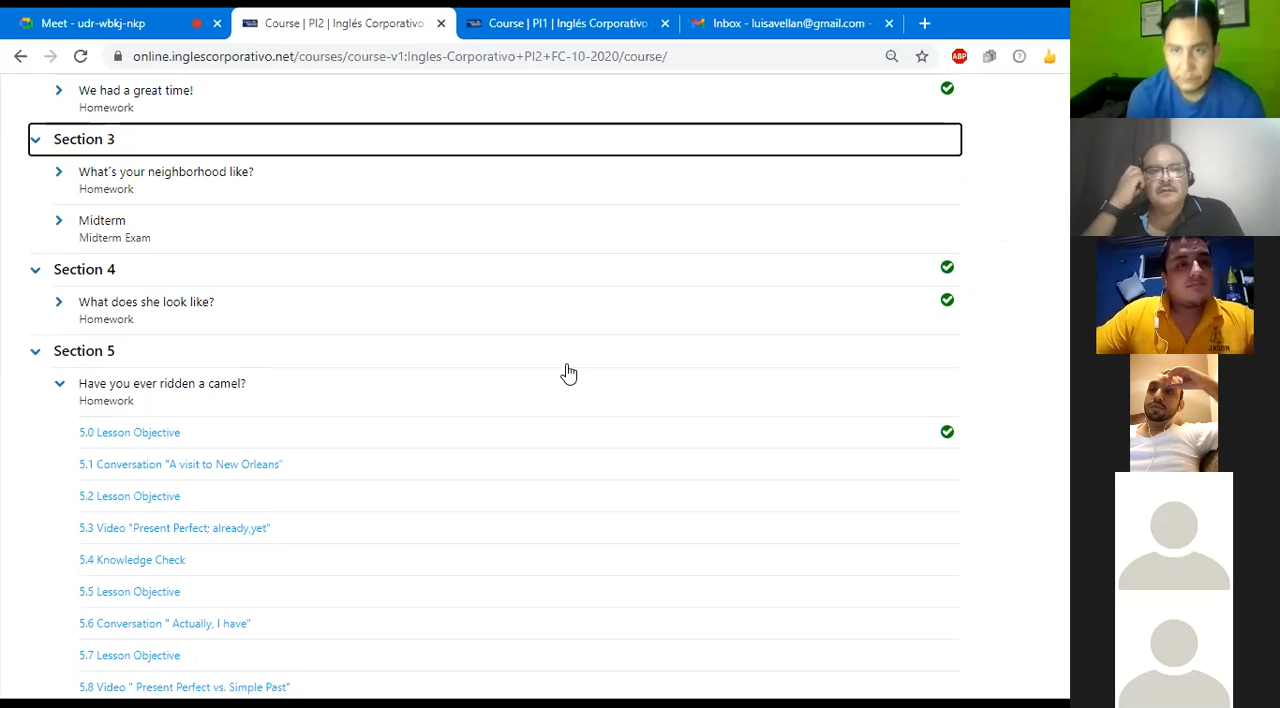 Meet - udr-wbkj-nkp
Course | PI2 | Inglés Corporativo
Course | PI1 | Inglés Corporativo
Inbox - luisavellan@gmail.com -
online.inglescorporativo.net/courses/course-v1:Ingles-Corporativo+PI2+FC-10-2020/course/
ABP
We had a great time!
Homework
Section 3
What´s your neighborhood like?
Homework
Midterm
Midterm Exam
Section 4
What does she look like?
Homework
Section 5
Have you ever ridden a camel?
Homework
5.0 Lesson Objective
5.1 Conversation "A visit to New Orleans"
5.2 Lesson Objective
5.3 Video "Present Perfect; already,yet"
5.4 Knowledge Check
5.5 Lesson Objective
5.6 Conversation " Actually, I have"
5.7 Lesson Objective
5.8 Video " Present Perfect vs. Simple Past"
JASON